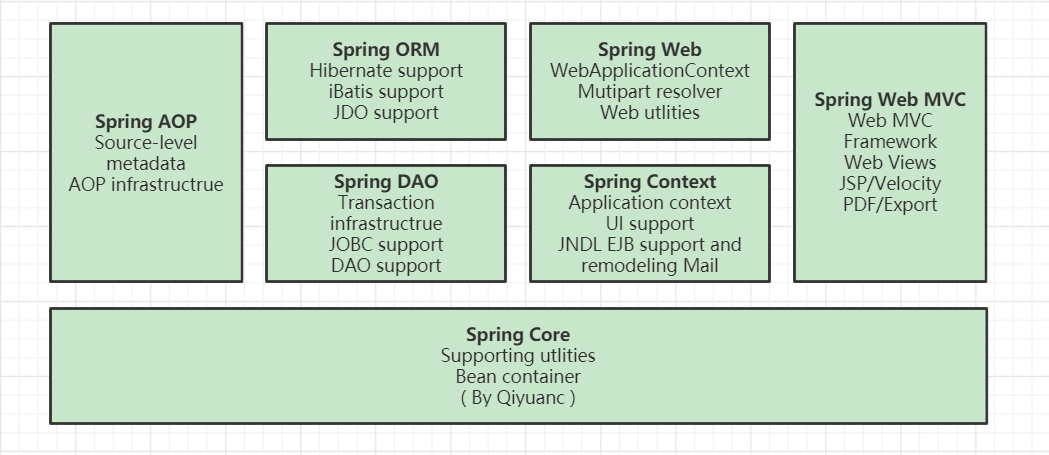 Spring AOP
Source-level
metadata
AOP infrastructrue
Spring ORM
Hibernate support
iBatis support
JDO support
Spring Web
WebApplicationContext
Mutipart resolver
Web utlities
Spring Web MVC
Web MVC
Framework
Web Views
JSP/Velocity
PDF/Export
Spring DAO
Transaction
infrastructrue
JOBC support
DAO support
Spring Context
Application context
UI support
JNDL EJB support and
remodeling Mail
Spring Core
Supporting utlities
Bean container
( By Qiyuanc )